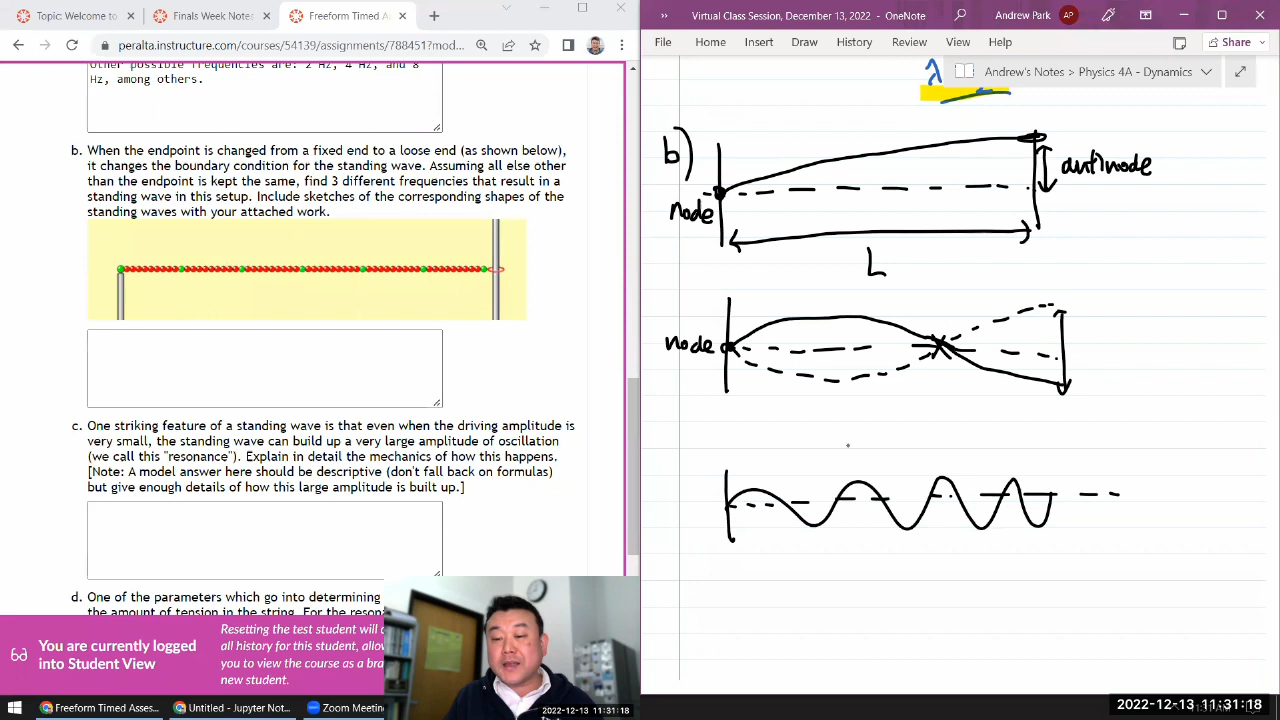 Topic: Welcome to
Finals Week Notes
Freeform Timed A
peralta.instructure.com/courses/54139/assignments/788451?mod...
Other possible frequencies are: 2 Hz, 4 Hz, and 8
Hz, among others.
b. When the endpoint is changed from a fixed end to a loose end (as shown below),
it changes the boundary condition for the standing wave. Assuming all else other
than the endpoint is kept the same, find 3 different frequencies that result in a
standing wave in this setup. Include sketches of the corresponding shapes of the
standing waves with your attached work.
c. One striking feature of a standing wave is that even when the driving amplitude is
very small, the standing wave can build up a very large amplitude of oscillation
(we call this "resonance"). Explain in detail the mechanics of how this happens.
[Note: A model answer here should be descriptive (don't fall back on formulas)
but give enough details of how this large amplitude is built up.]
d. One of the parameters which go into determining
the amount of tension in the string. For the
You are currently logged
into Student View
Resetting the test student will
all history for this student,
you to view the course as a
new student.
Freeform Timed Asses...
Untitled - Jupyter Not...
Zoom Meeting
2022-12-13 11:31:18
Virtual Class Session, December 13, 2022 - OneNote
Andrew Park
AP
File
Home
Insert
Draw
History
Review
View
Help
Share
λ
Andrew's Notes > Physics 4A - Dynamics
b)
antinode
node
L
node
2022-12-13 11:31:18